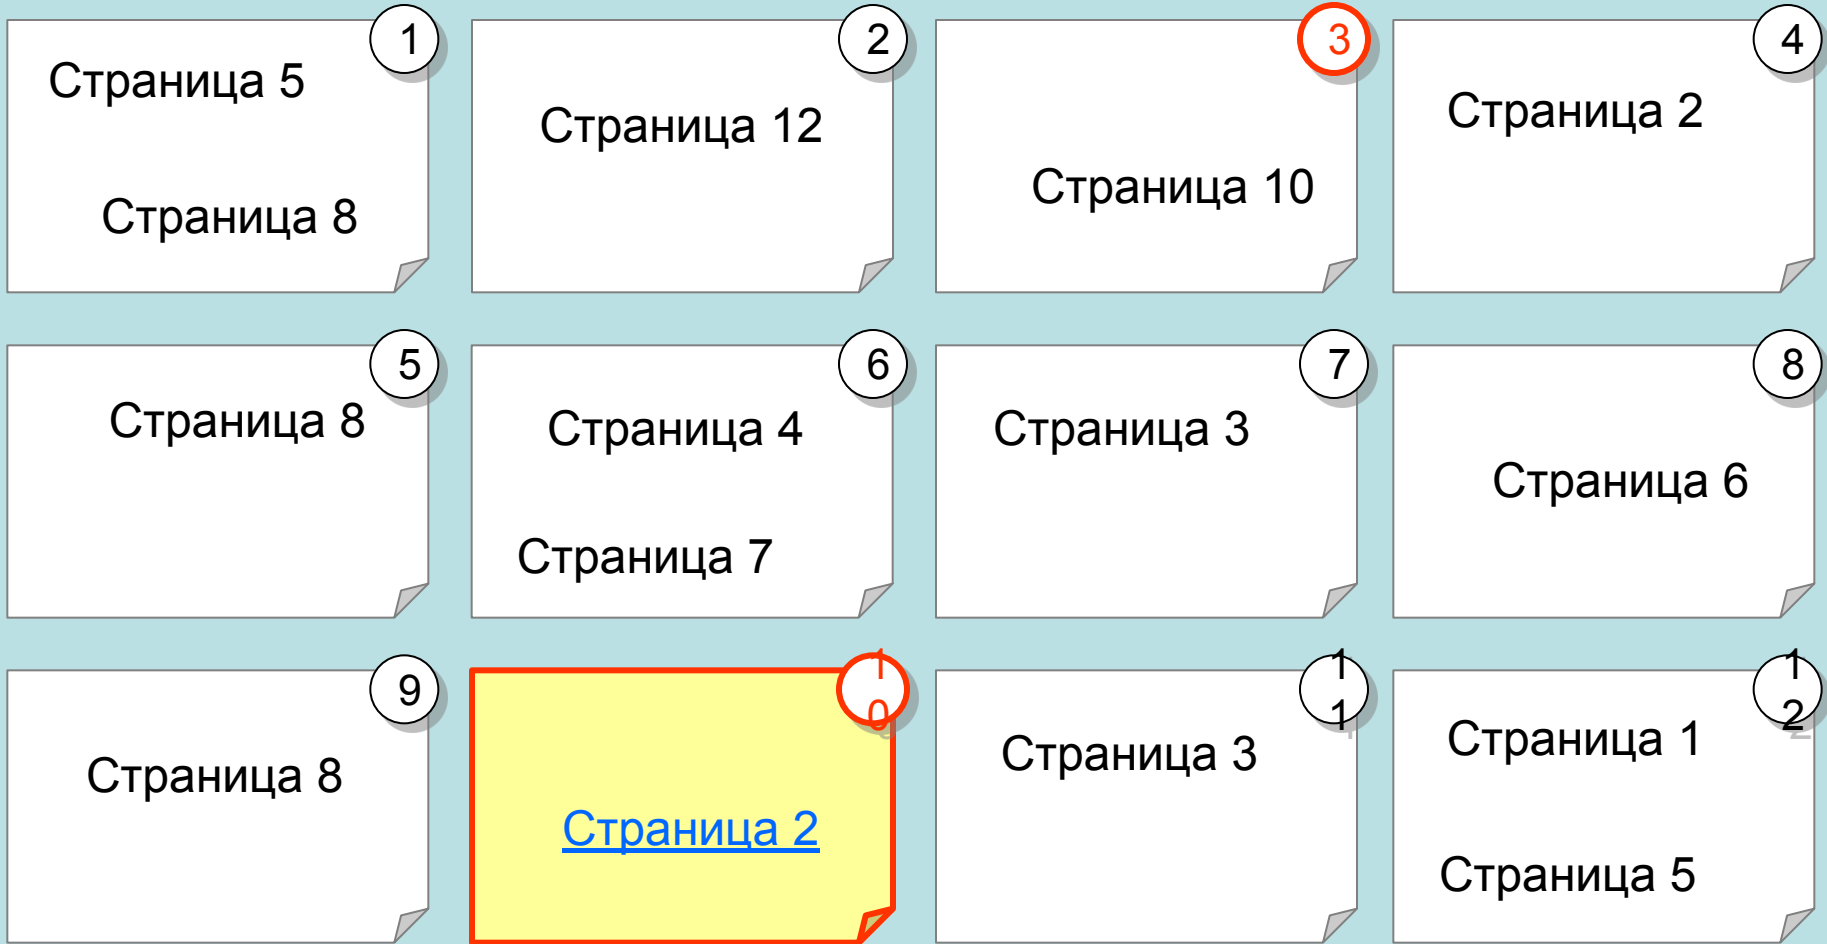 1
Страница 5
Страница 8
2
Страница 12
3
Страница 10
4
Страница 2
5
Страница 8
6
Страница 4
Страница 7
7
Страница 3
8
Страница 6
9
Страница 8
10
Страница 2
11
Страница 3
12
Страница 1
Страница 5